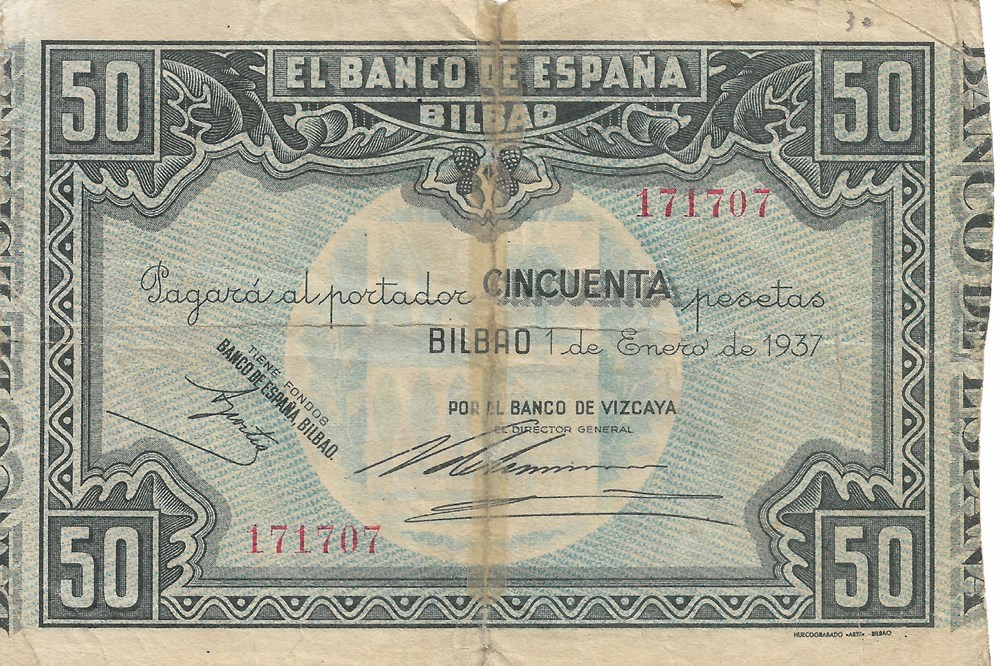 50
EL BANCO DE ESPAÑA
50
BILBAO
171707
Pagará al portador CINCUENTA pesetas
BILBAO 1 de Enero de 1937
TIENE FONDOS
BANCO DE ESPAÑA, BILBAO.
POR EL BANCO DE VIZCAYA
EL DIRECTOR GENERAL
171707
50
50
HUECOGRABADO «ARTE». - BILBAO
BANCO DE ESPAÑA
BANCO DE ESPAÑA